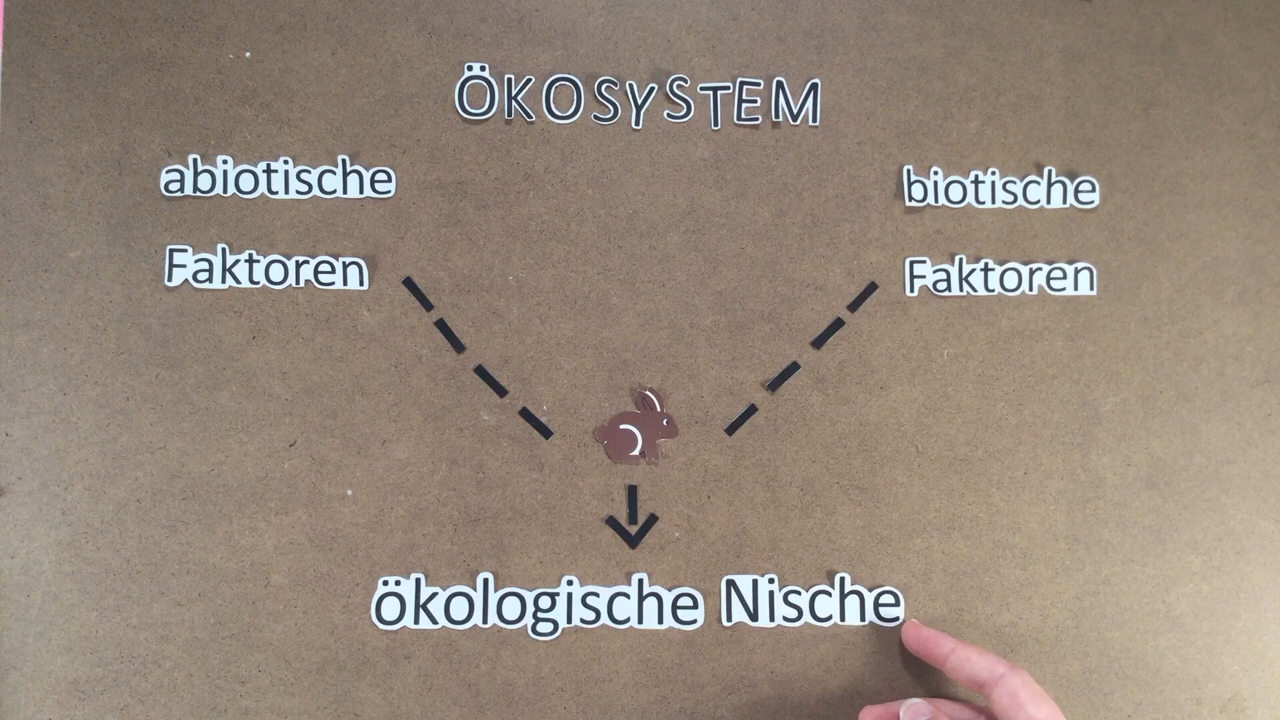 ÖKOSYSTEM
abiotische
Faktoren
biotische
Faktoren
ökologische Nische